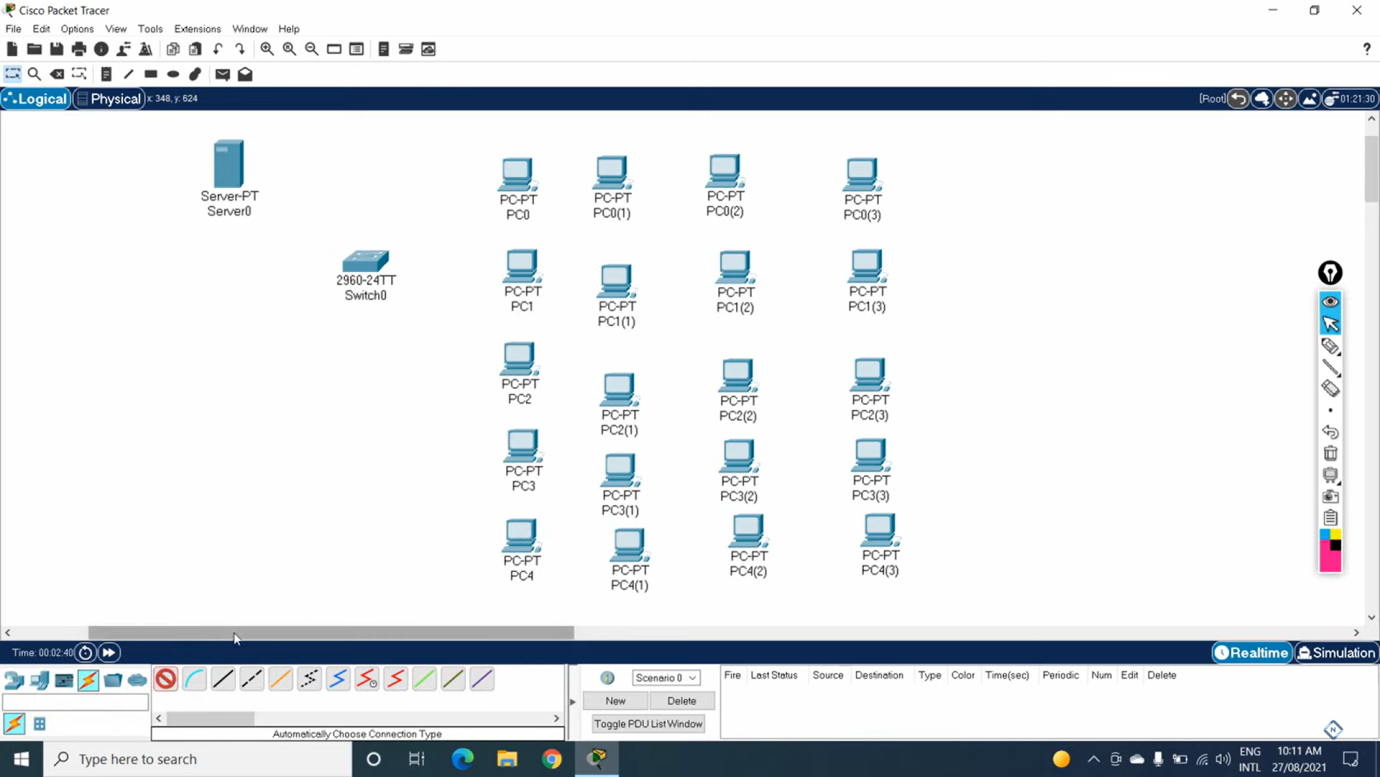 Cisco Packet Tracer
File Edit Options View Tools Extensions Window Help
?
Logical Physical x: 348, y: 624 [Root] 01:21:30
Server-PT
Server0
2960-24TT
Switch0
PC-PT
PC0
PC-PT
PC0(1)
PC-PT
PC0(2)
PC-PT
PC0(3)
PC-PT
PC1
PC-PT
PC1(1)
PC-PT
PC1(2)
PC-PT
PC1(3)
PC-PT
PC2
PC-PT
PC2(1)
PC-PT
PC2(2)
PC-PT
PC2(3)
PC-PT
PC3
PC-PT
PC3(1)
PC-PT
PC3(2)
PC-PT
PC3(3)
PC-PT
PC4
PC-PT
PC4(1)
PC-PT
PC4(2)
PC-PT
PC4(3)
Time: 00:02:40 Realtime Simulation
Scenario 0
New Delete
Toggle PDU List Window
Fire Last Status Source Destination Type Color Time(sec) Periodic Num Edit Delete
Automatically Choose Connection Type
Type here to search
ENG
INTL
10:11 AM
27/08/2021